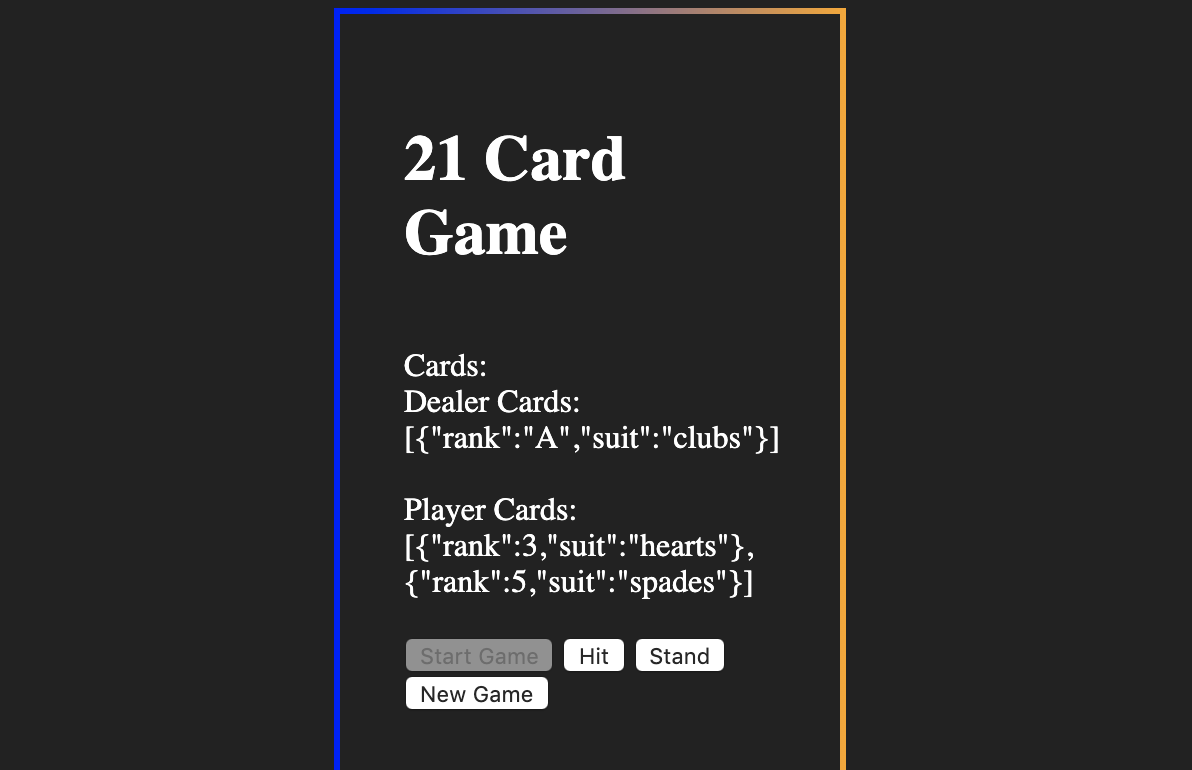 21 Card
Game
Cards:
Dealer Cards:
[{"rank":"A","suit":"clubs"}]
Player Cards:
[{"rank":3,"suit":"hearts"},
{"rank":5,"suit":"spades"}]
Start Game Hit Stand
New Game